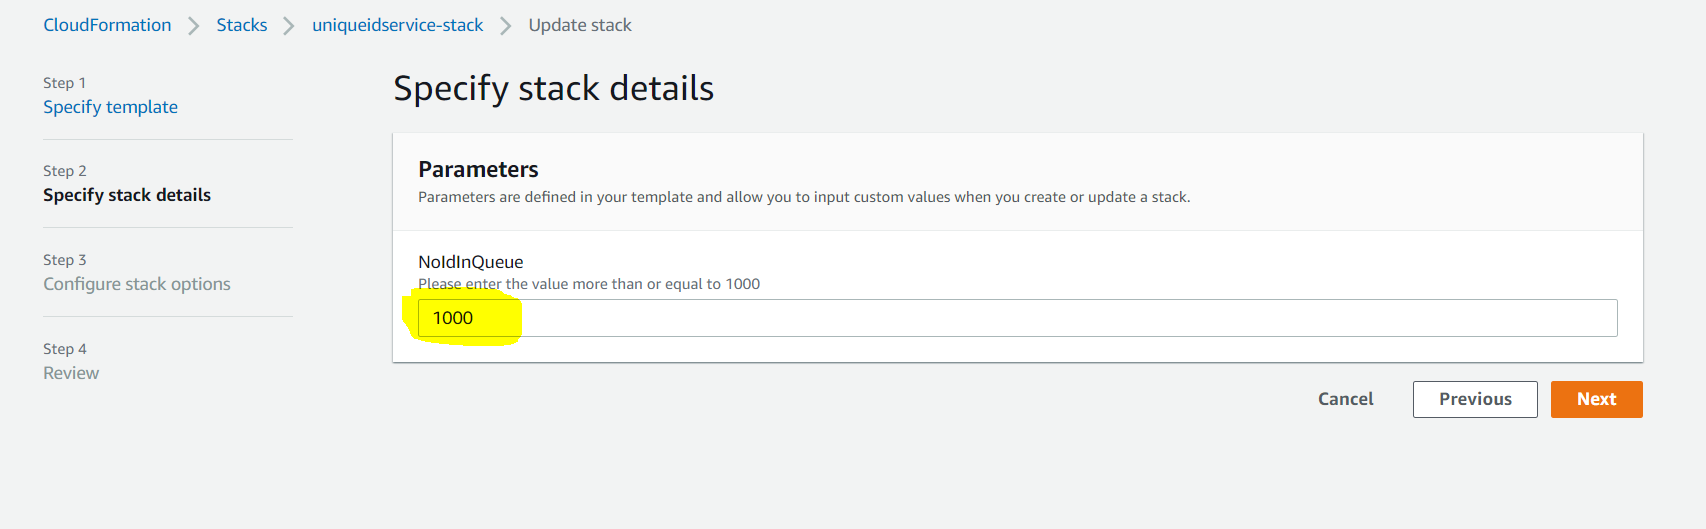 CloudFormation > Stacks > uniqueidservice-stack > Update stack
Step 1
Specify template
Step 2
Specify stack details
Step 3
Configure stack options
Step 4
Review
Specify stack details
Parameters
Parameters are defined in your template and allow you to input custom values when you create or update a stack.
NoIdInQueue
Please enter the value more than or equal to 1000
1000
Cancel Previous Next